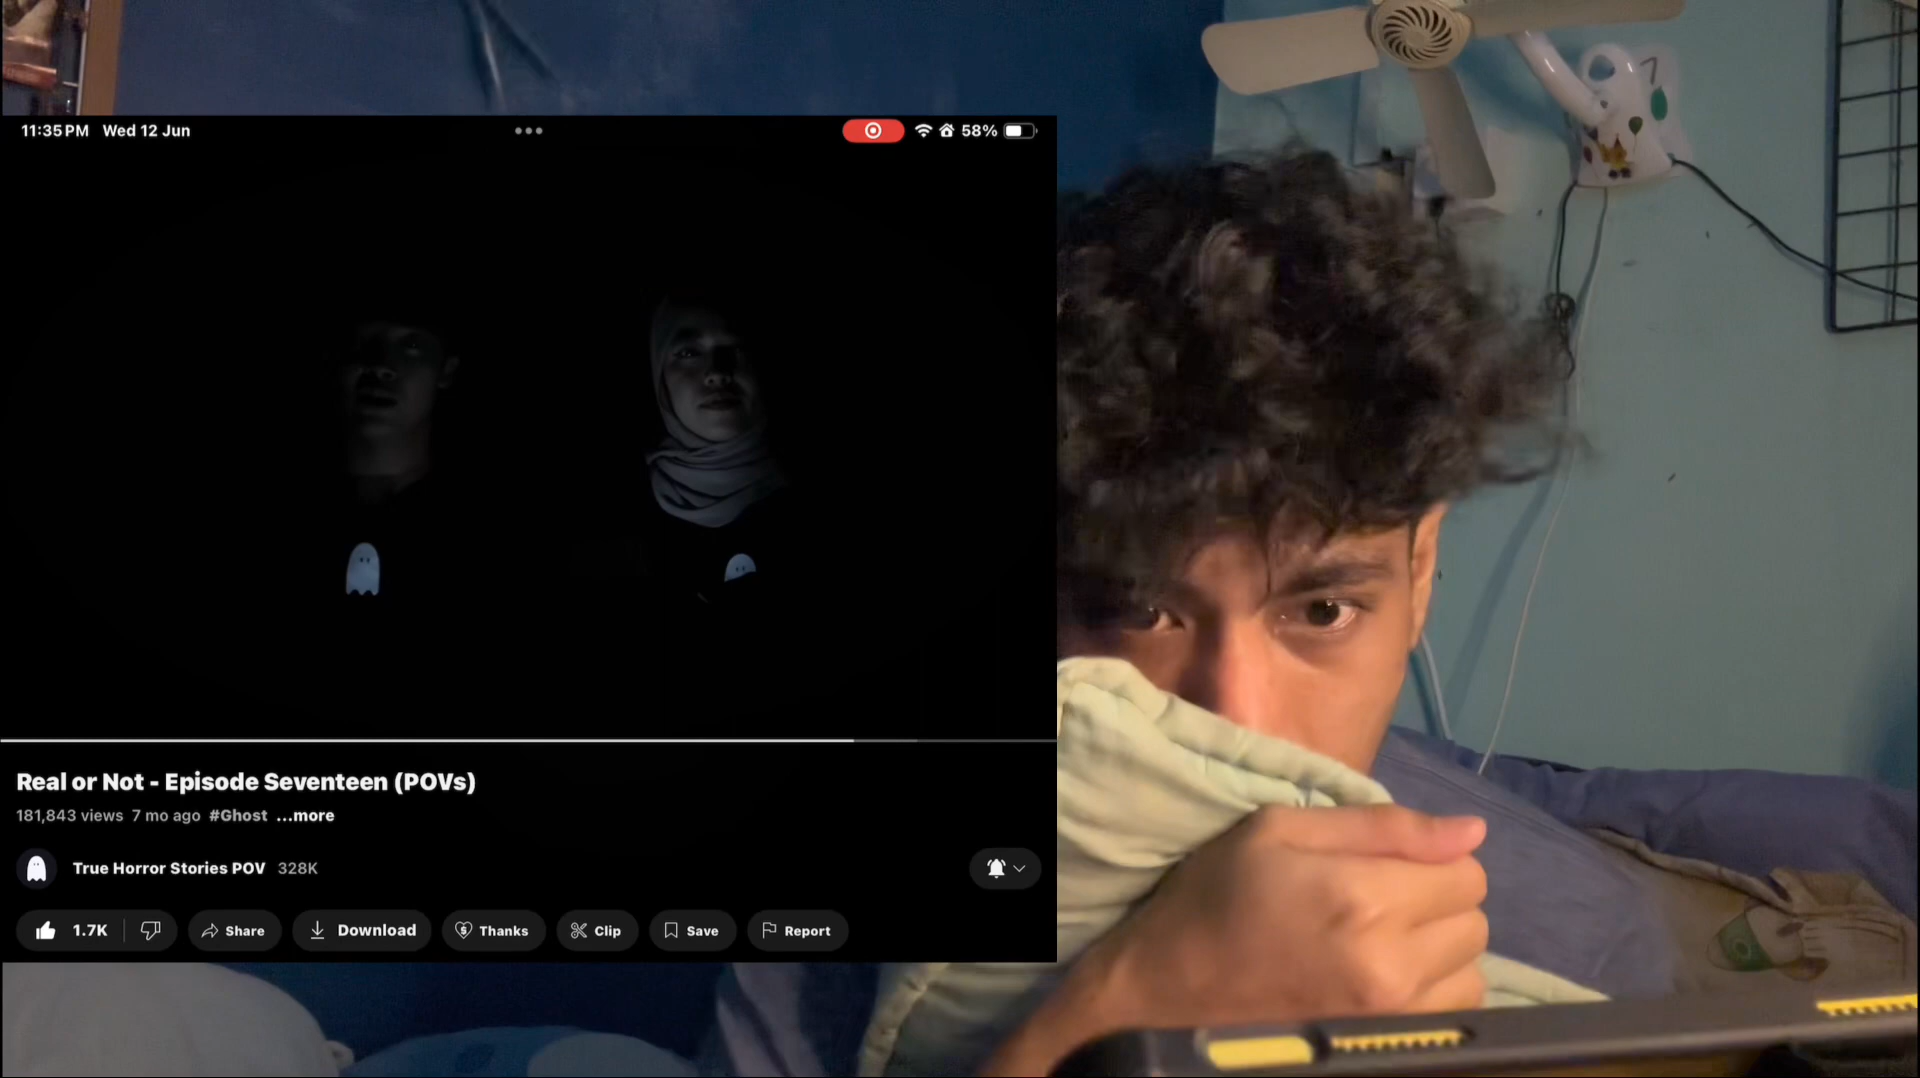 11:35 PM Wed 12 Jun 58%
Real or Not - Episode Seventeen (POVs)
181,843 views 7 mo ago #Ghost ...more
True Horror Stories POV 328K
1.7K Share Download Thanks Clip Save Report